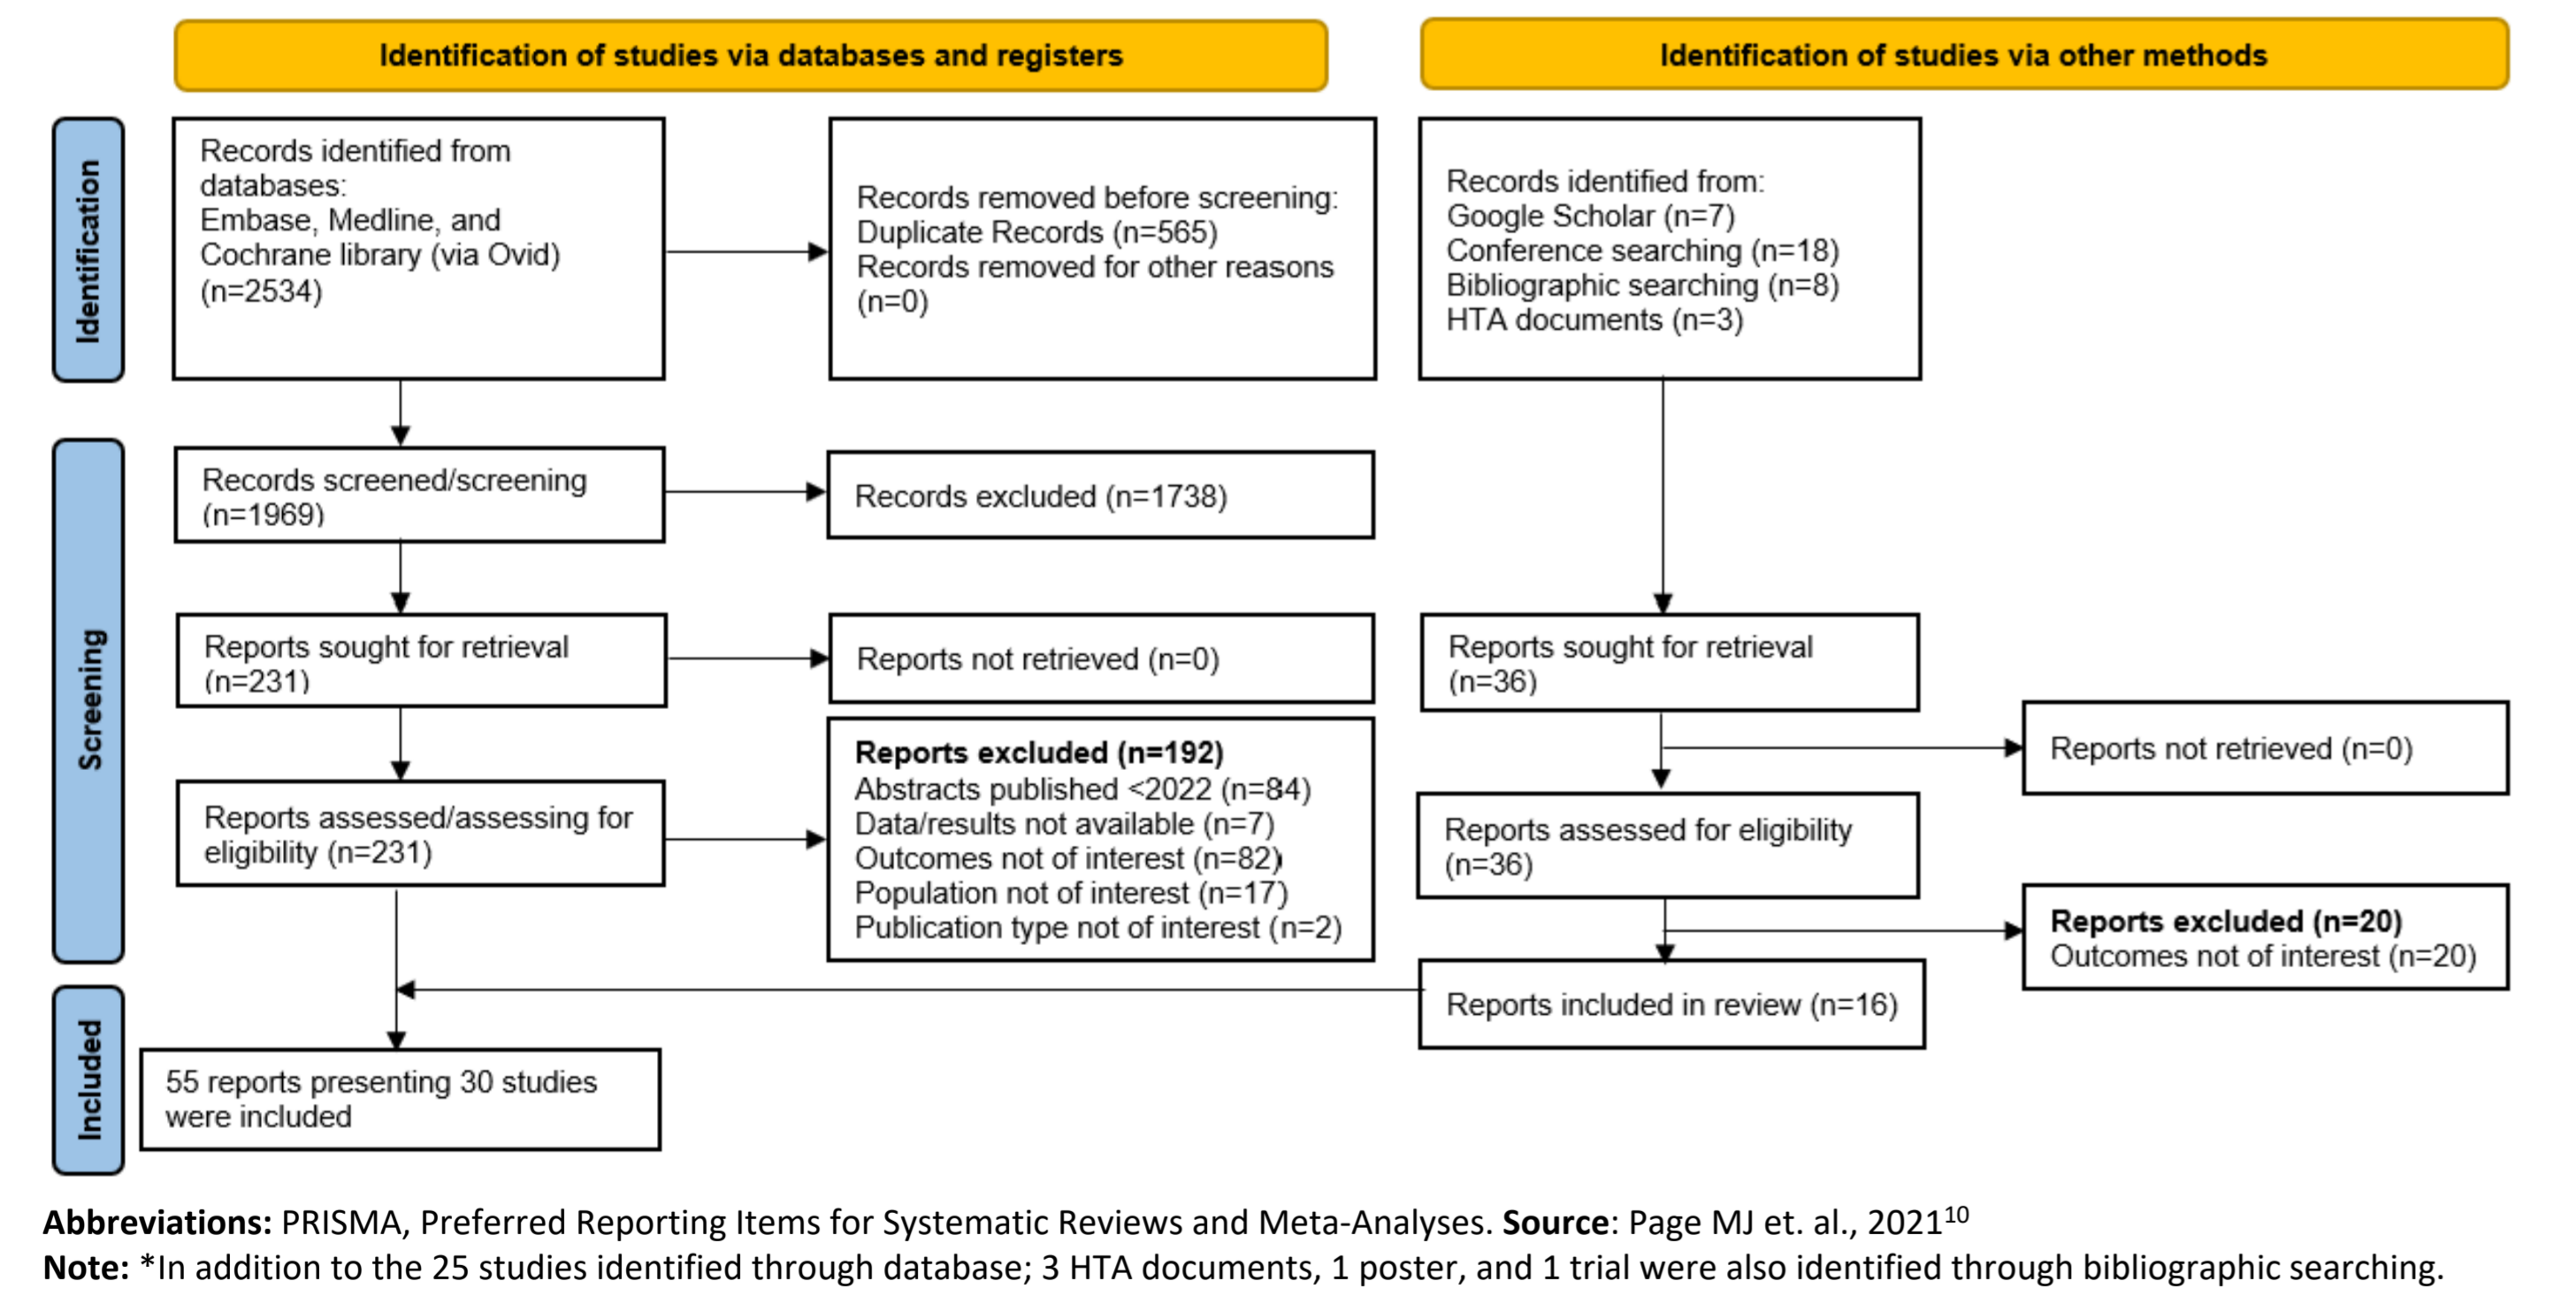 Identification of studies via databases and registers
Identification of studies via other methods
Identification
Records identified from
databases:
Embase, Medline, and
Cochrane library (via Ovid)
(n=2534)
Records removed before screening:
Duplicate Records (n=565)
Records removed for other reasons
(n=0)
Records identified from:
Google Scholar (n=7)
Conference searching (n=18)
Bibliographic searching (n=8)
HTA documents (n=3)
Screening
Records screened/screening
(n=1969)
Records excluded (n=1738)
Reports sought for retrieval
(n=231)
Reports not retrieved (n=0)
Reports sought for retrieval
(n=36)
Reports not retrieved (n=0)
Reports assessed/assessing for
eligibility (n=231)
Reports excluded (n=192)
Abstracts published <2022 (n=84)
Data/results not available (n=7)
Outcomes not of interest (n=82)
Population not of interest (n=17)
Publication type not of interest (n=2)
Reports assessed for eligibility
(n=36)
Reports excluded (n=20)
Outcomes not of interest (n=20)
Included
Reports included in review (n=16)
55 reports presenting 30 studies
were included
Abbreviations: PRISMA, Preferred Reporting Items for Systematic Reviews and Meta-Analyses. Source: Page MJ et. al., 2021¹⁰
Note: *In addition to the 25 studies identified through database; 3 HTA documents, 1 poster, and 1 trial were also identified through bibliographic searching.